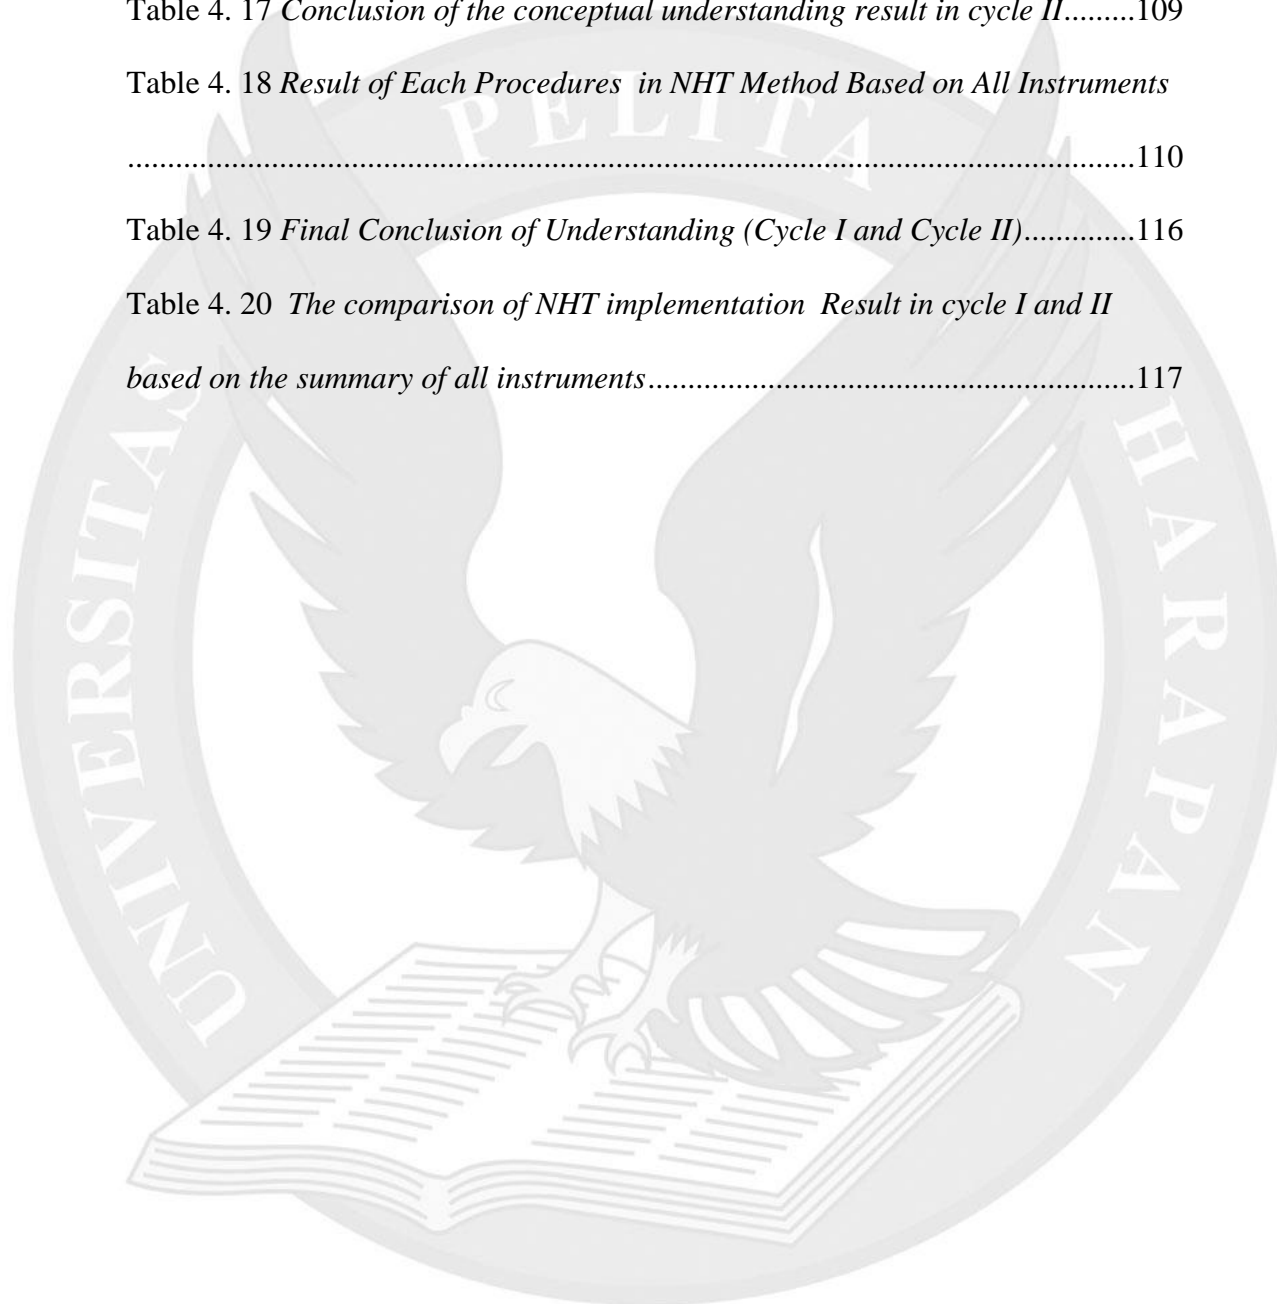 Table 4. 17 Conclusion of the conceptual understanding result in cycle II.........109
Table 4. 18 Result of Each Procedures  in NHT Method Based on All Instruments
.............................................................................................................................110
Table 4. 19 Final Conclusion of Understanding (Cycle I and Cycle II)..............116
Table 4. 20  The comparison of NHT implementation  Result in cycle I and II
based on the summary of all instruments.............................................................117
UNIVERSITAS PELITA HARAPAN